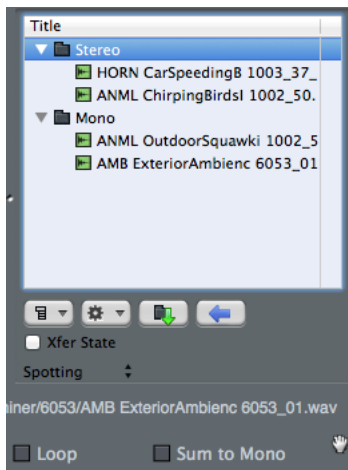 Title
Stereo
HORN CarSpeedingB 1003_37_
ANML ChirpingBirdsI 1002_50.
Mono
ANML OutdoorSquawki 1002_5
AMB ExteriorAmbienc 6053_01
Xfer State
Spotting
iner/6053/AMB ExteriorAmbienc 6053_01.wav
Loop Sum to Mono